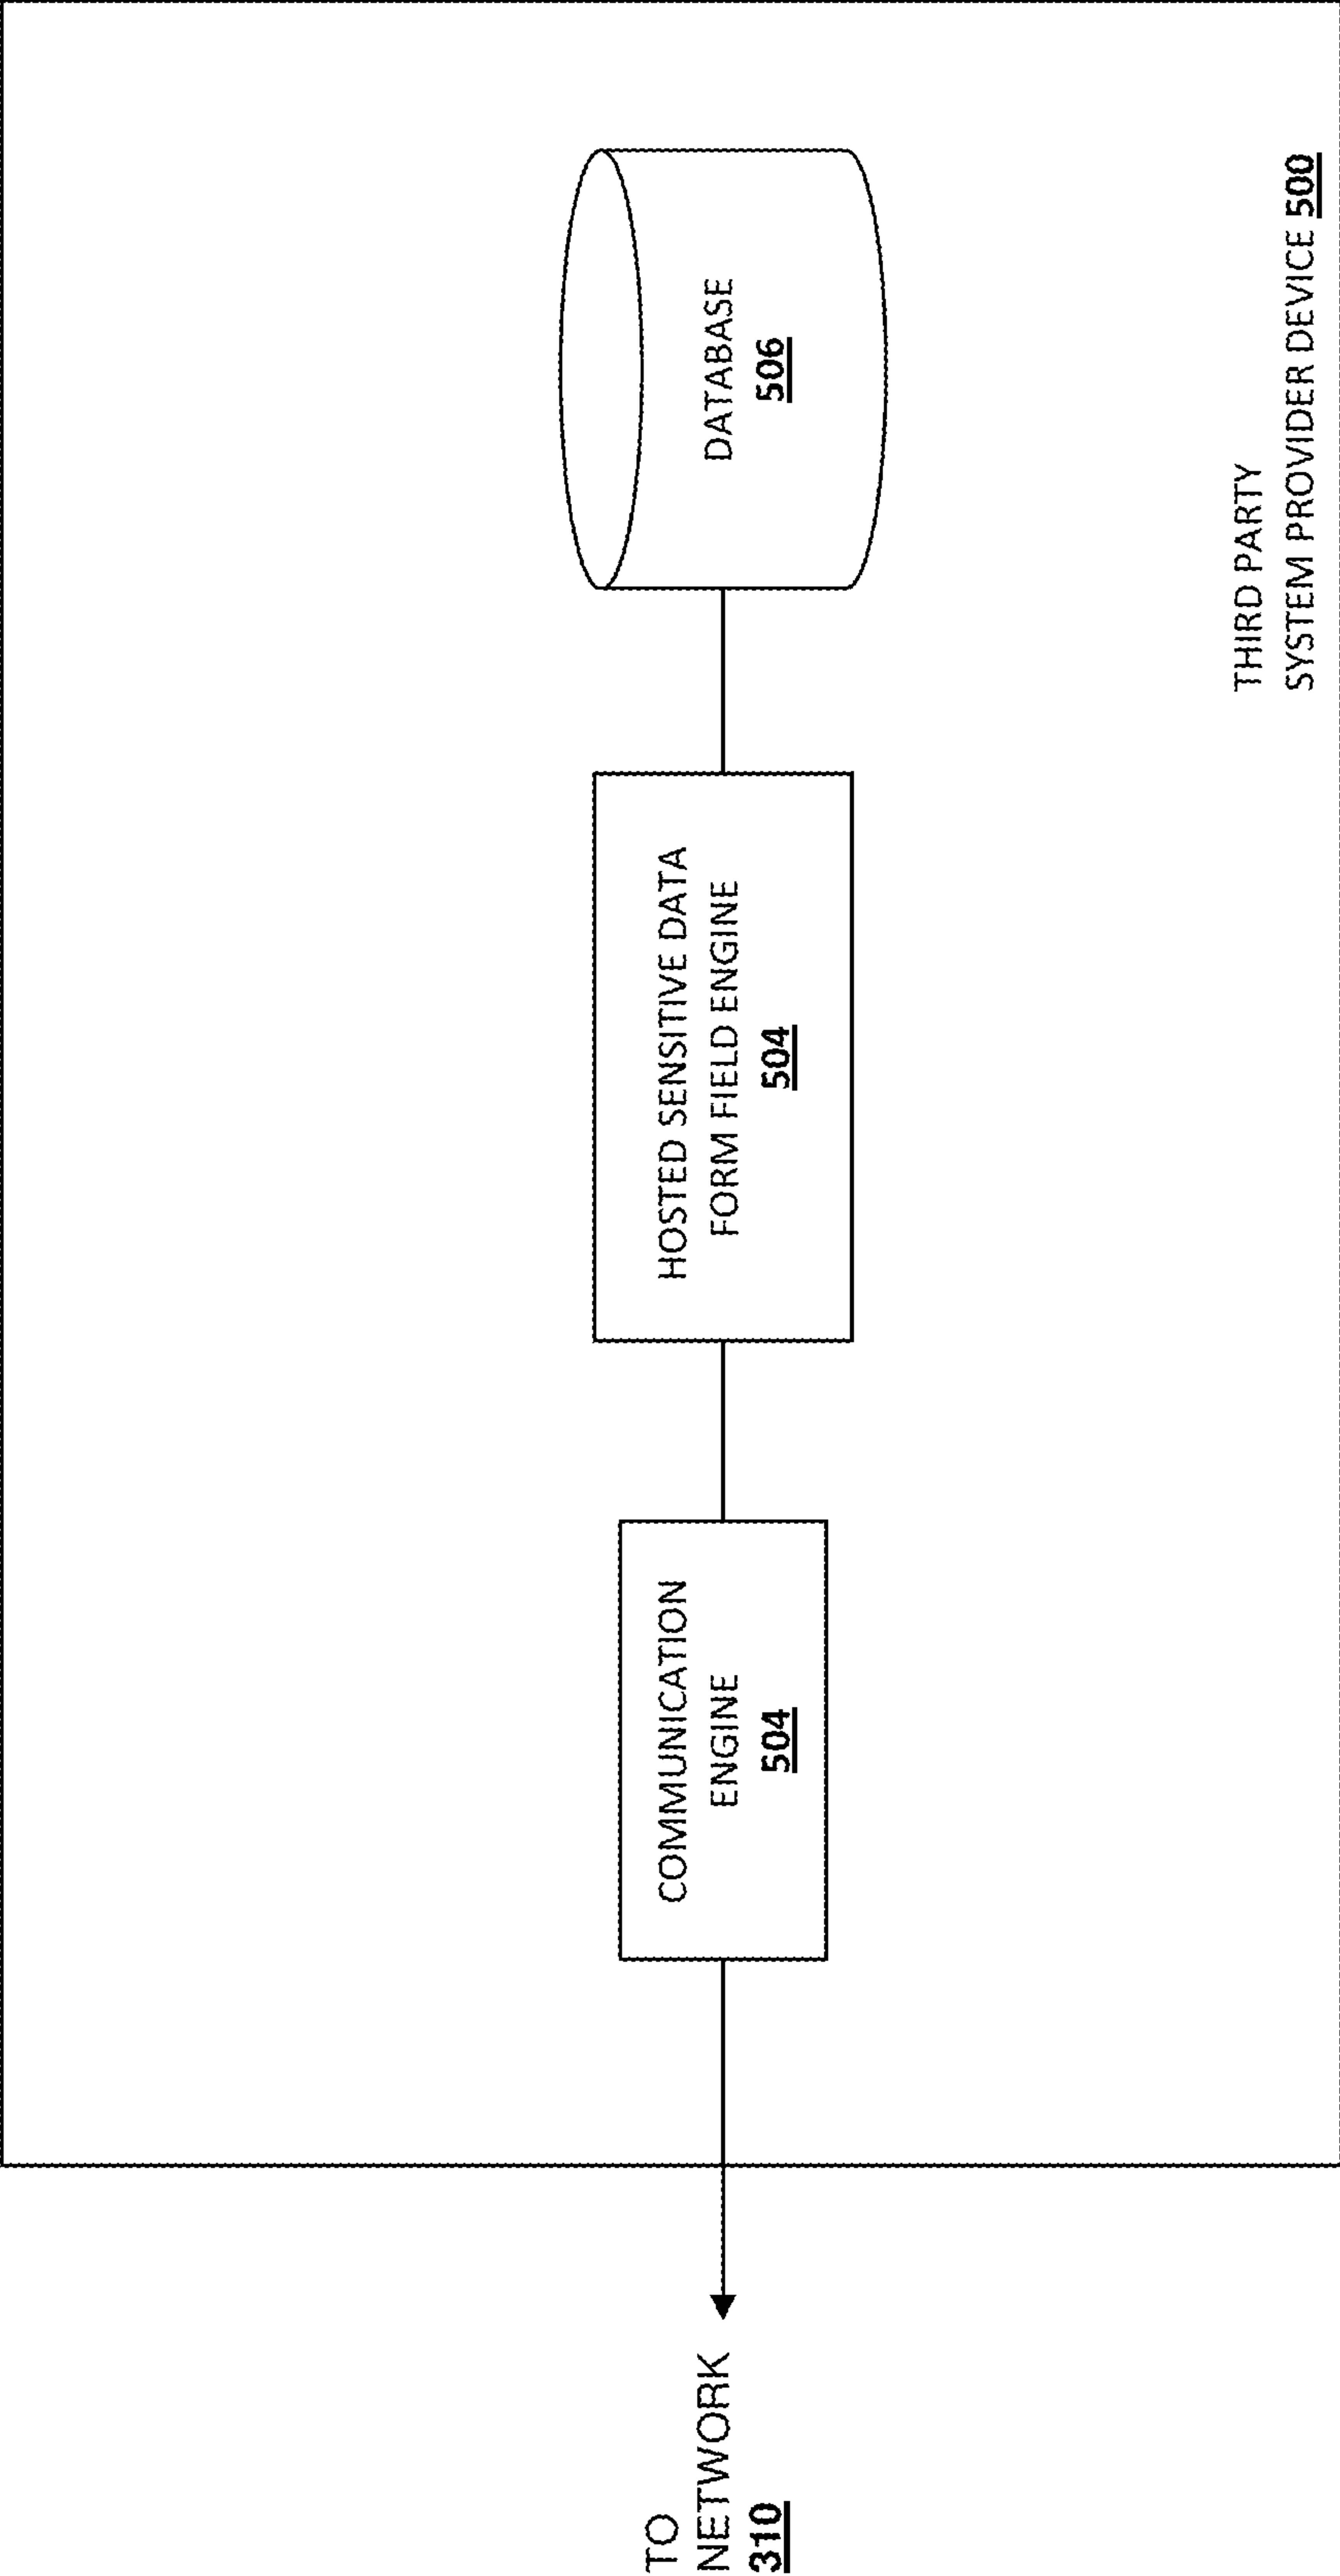 TO
NETWORK
310
COMMUNICATION
ENGINE
504
HOSTED SENSITIVE DATA
FORM FIELD ENGINE
504
DATABASE
506
THIRD PARTY
SYSTEM PROVIDER DEVICE 500